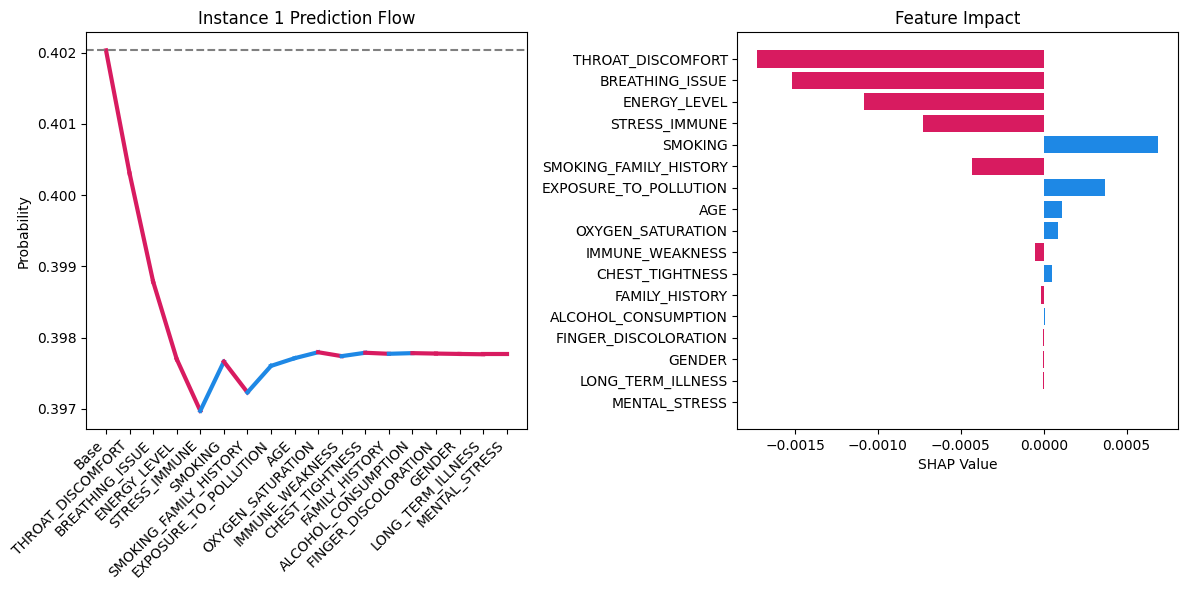 Instance 1 Prediction Flow
Probability
0.402
0.401
0.400
0.399
0.398
0.397
Base
THROAT_DISCOMFORT
BREATHING_ISSUE
ENERGY_LEVEL
STRESS_IMMUNE
SMOKING
SMOKING_FAMILY_HISTORY
EXPOSURE_TO_POLLUTION
AGE
OXYGEN_SATURATION
IMMUNE_WEAKNESS
CHEST_TIGHTNESS
FAMILY_HISTORY
ALCOHOL_CONSUMPTION
FINGER_DISCOLORATION
GENDER
LONG_TERM_ILLNESS
MENTAL_STRESS
Feature Impact
THROAT_DISCOMFORT
BREATHING_ISSUE
ENERGY_LEVEL
STRESS_IMMUNE
SMOKING
SMOKING_FAMILY_HISTORY
EXPOSURE_TO_POLLUTION
AGE
OXYGEN_SATURATION
IMMUNE_WEAKNESS
CHEST_TIGHTNESS
FAMILY_HISTORY
ALCOHOL_CONSUMPTION
FINGER_DISCOLORATION
GENDER
LONG_TERM_ILLNESS
MENTAL_STRESS
−0.0015 −0.0010 −0.0005 0.0000 0.0005
SHAP Value